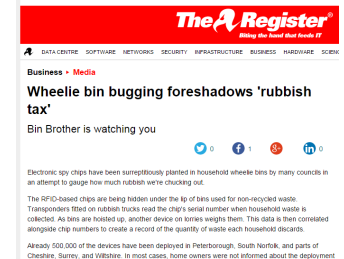 The Register®
Biting the hand that feeds IT
DATA CENTRE SOFTWARE NETWORKS SECURITY INFRASTRUCTURE BUSINESS HARDWARE SCIENC
Business ▸ Media
Wheelie bin bugging foreshadows 'rubbish
tax'
Bin Brother is watching you
0 1 0
Electronic spy chips have been surreptitiously planted in household wheelie bins by many councils in
an attempt to gauge how much rubbish we're chucking out.
The RFID-based chips are being hidden under the lip of bins used for non-recycled waste.
Transponders fitted on rubbish trucks read the chip's serial number when household waste is
collected. As bins are hoisted up, another device on lorries weighs them. This data is then correlated
alongside chip numbers to create a record of the quantity of waste each household discards.
Already 500,000 of the devices have been deployed in Peterborough, South Norfolk, and parts of
Cheshire, Surrey, and Wiltshire. In most cases, home owners were not informed about the deployment